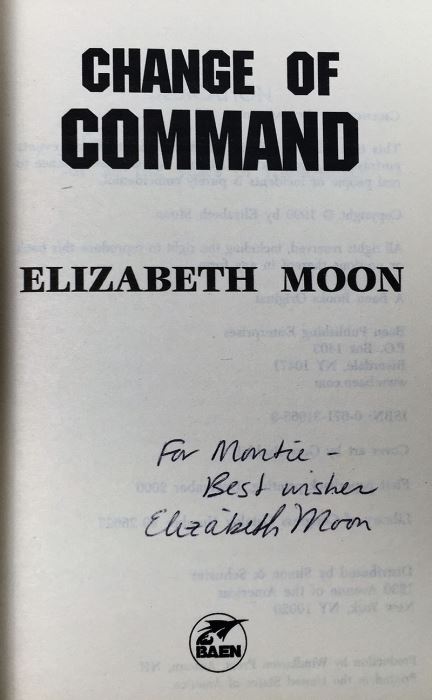 CHANGE OF
COMMAND
ELIZABETH MOON
For Montie -
Best wishes
Elizabeth Moon
BAEN